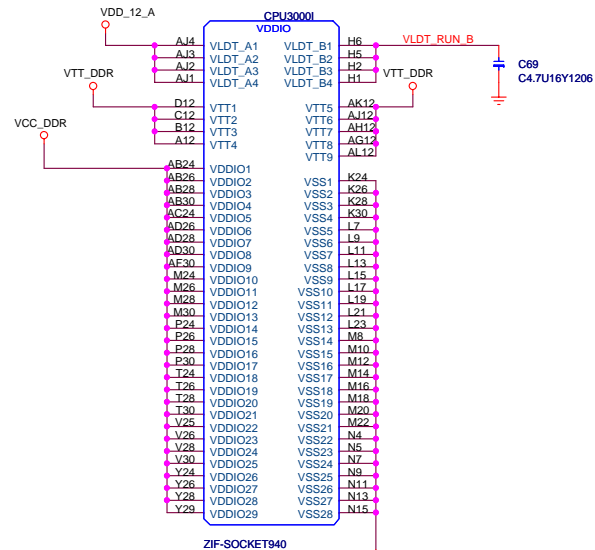 VDD_12_A
CPU3000I
VDDIO
AJ4 VLDT_A1 VLDT_B1 H6 VLDT_RUN_B
AJ3 VLDT_A2 VLDT_B2 H5
AJ2 VLDT_A3 VLDT_B3 H2
AJ1 VLDT_A4 VLDT_B4 H1
C69
C4.7U16Y1206
VTT_DDR VTT_DDR
D12 VTT1 VTT5 AK12
C12 VTT2 VTT6 AJ12
B12 VTT3 VTT7 AH12
A12 VTT4 VTT8 AG12
VTT9 AL12
VCC_DDR
AB24 VDDIO1
AB26 VDDIO2 VSS1 K24
AB28 VDDIO3 VSS2 K26
AB30 VDDIO4 VSS3 K28
AC24 VDDIO5 VSS4 K30
AD26 VDDIO6 VSS5 L7
AD28 VDDIO7 VSS6 L9
AD30 VDDIO8 VSS7 L11
AF30 VDDIO9 VSS8 L13
M24 VDDIO10 VSS9 L15
M26 VDDIO11 VSS10 L17
M28 VDDIO12 VSS11 L19
M30 VDDIO13 VSS12 L21
P24 VDDIO14 VSS13 L23
P26 VDDIO15 VSS14 M8
P28 VDDIO16 VSS15 M10
P30 VDDIO17 VSS16 M12
T24 VDDIO18 VSS17 M14
T26 VDDIO19 VSS18 M16
T28 VDDIO20 VSS19 M18
T30 VDDIO21 VSS20 M20
V25 VDDIO22 VSS21 M22
V26 VDDIO23 VSS22 N4
V28 VDDIO24 VSS23 N5
V30 VDDIO25 VSS24 N7
Y24 VDDIO26 VSS25 N9
Y26 VDDIO27 VSS26 N11
Y28 VDDIO28 VSS27 N13
Y29 VDDIO29 VSS28 N15
ZIF-SOCKET940